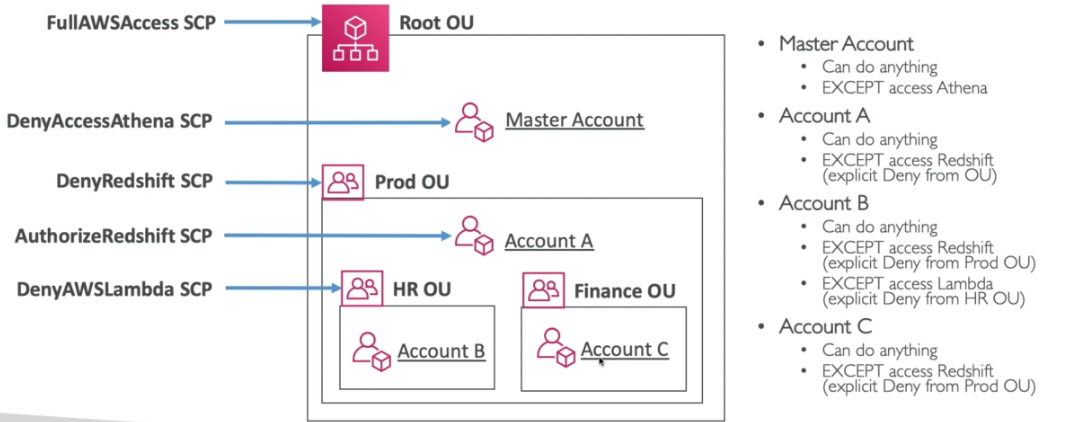 FullAWSAccess SCP
Root OU
DenyAccessAthena SCP
Master Account
DenyRedshift SCP
Prod OU
AuthorizeRedshift SCP
Account A
DenyAWSLambda SCP
HR OU
Finance OU
Account B
Account C
• Master Account
• Can do anything
• EXCEPT access Athena
• Account A
• Can do anything
• EXCEPT access Redshift
(explicit Deny from OU)
• Account B
• Can do anything
• EXCEPT access Redshift
(explicit Deny from Prod OU)
• EXCEPT access Lambda
(explicit Deny from HR OU)
• Account C
• Can do anything
• EXCEPT access Redshift
(explicit Deny from Prod OU)